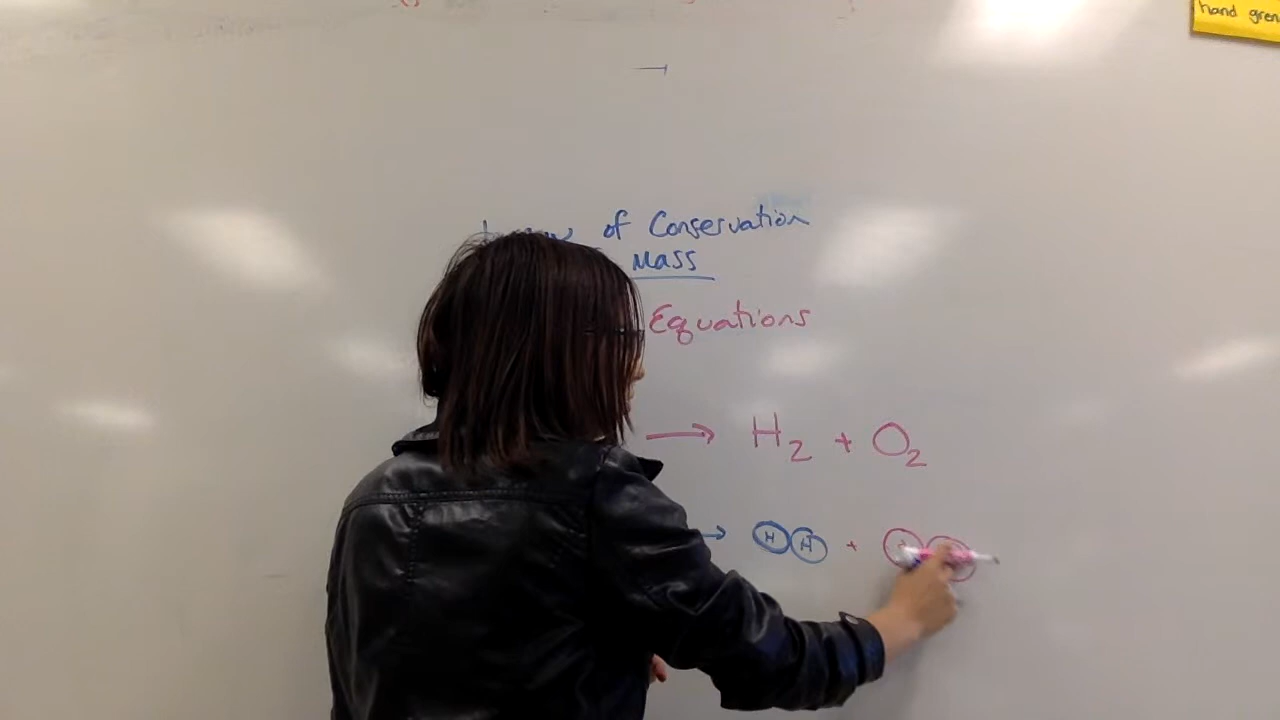 hand gren
of Conservation
Mass
Equations
→ H₂ + O₂
→ H H +